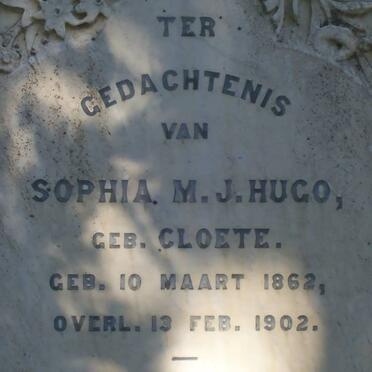 TER
GEDACHTENIS
VAN
SOPHIA M. J. HUGO,
GEB. CLOETE.
GEB. 10 MAART 1862,
OVERL. 13 FEB. 1902.